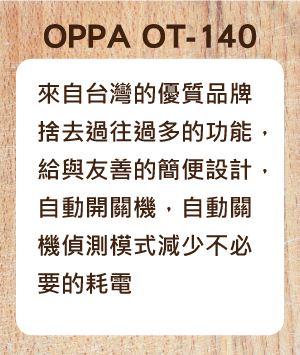 OPPA OT-140
來自台灣的優質品牌
捨去過往過多的功能，
給與友善的簡便設計，
自動開關機，自動關
機偵測模式減少不必
要的耗電